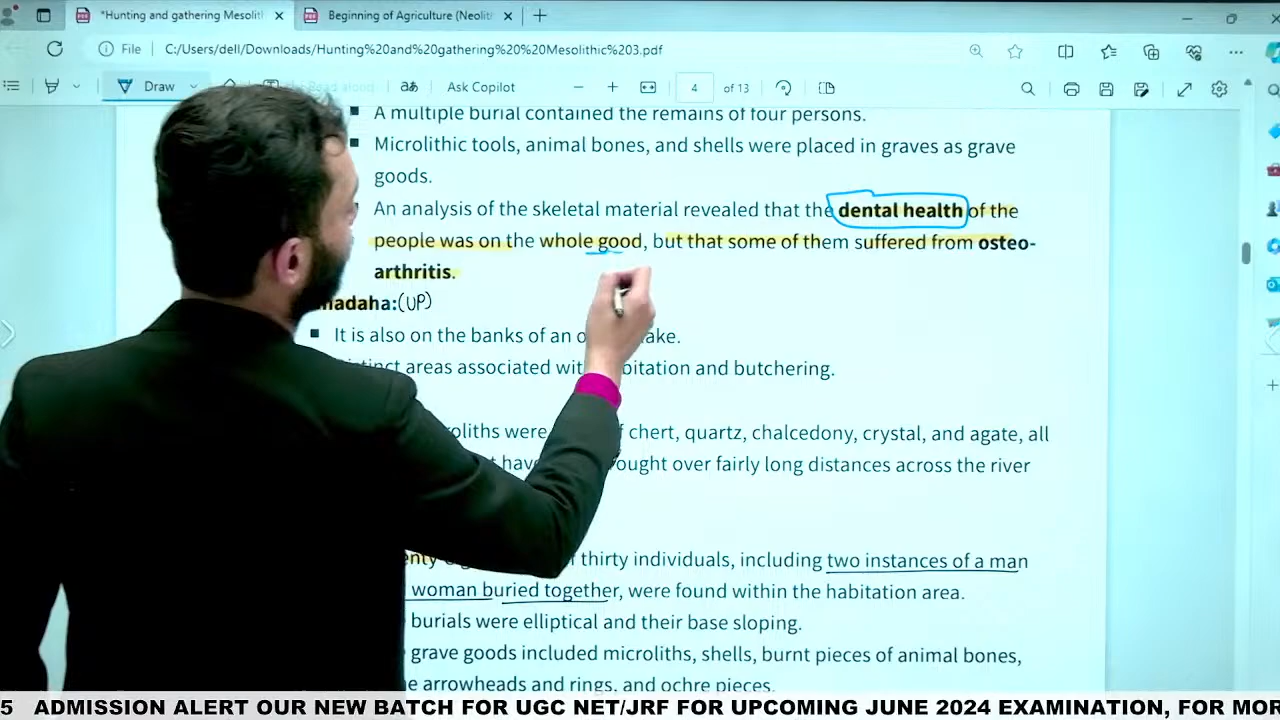 *Hunting and gathering Mesolit
Beginning of Agriculture (Neolit
File
C:/Users/dell/Downloads/Hunting%20and%20gathering%20%20Mesolithic%203.pdf
Draw
Read aloud
Ask Copilot
4
of 13
A multiple burial contained the remains of four persons.
Microlithic tools, animal bones, and shells were placed in graves as grave
goods.
An analysis of the skeletal material revealed that the dental health of the
people was on the whole good, but that some of them suffered from osteo-
arthritis.
(UP)
It is also on the banks of an
areas associated and butchering.
were chert, quartz, chalcedony, crystal, and agate, all
over fairly long distances across the river
thirty individuals, including two instances of a man
woman buried together, were found within the habitation area.
burials were elliptical and their base sloping.
grave goods included microliths, shells, burnt pieces of animal bones,
arrowheads and rings, and ochre pieces.
5 ADMISSION ALERT OUR NEW BATCH FOR UGC NET/JRF FOR UPCOMING JUNE 2024 EXAMINATION, FOR MOR